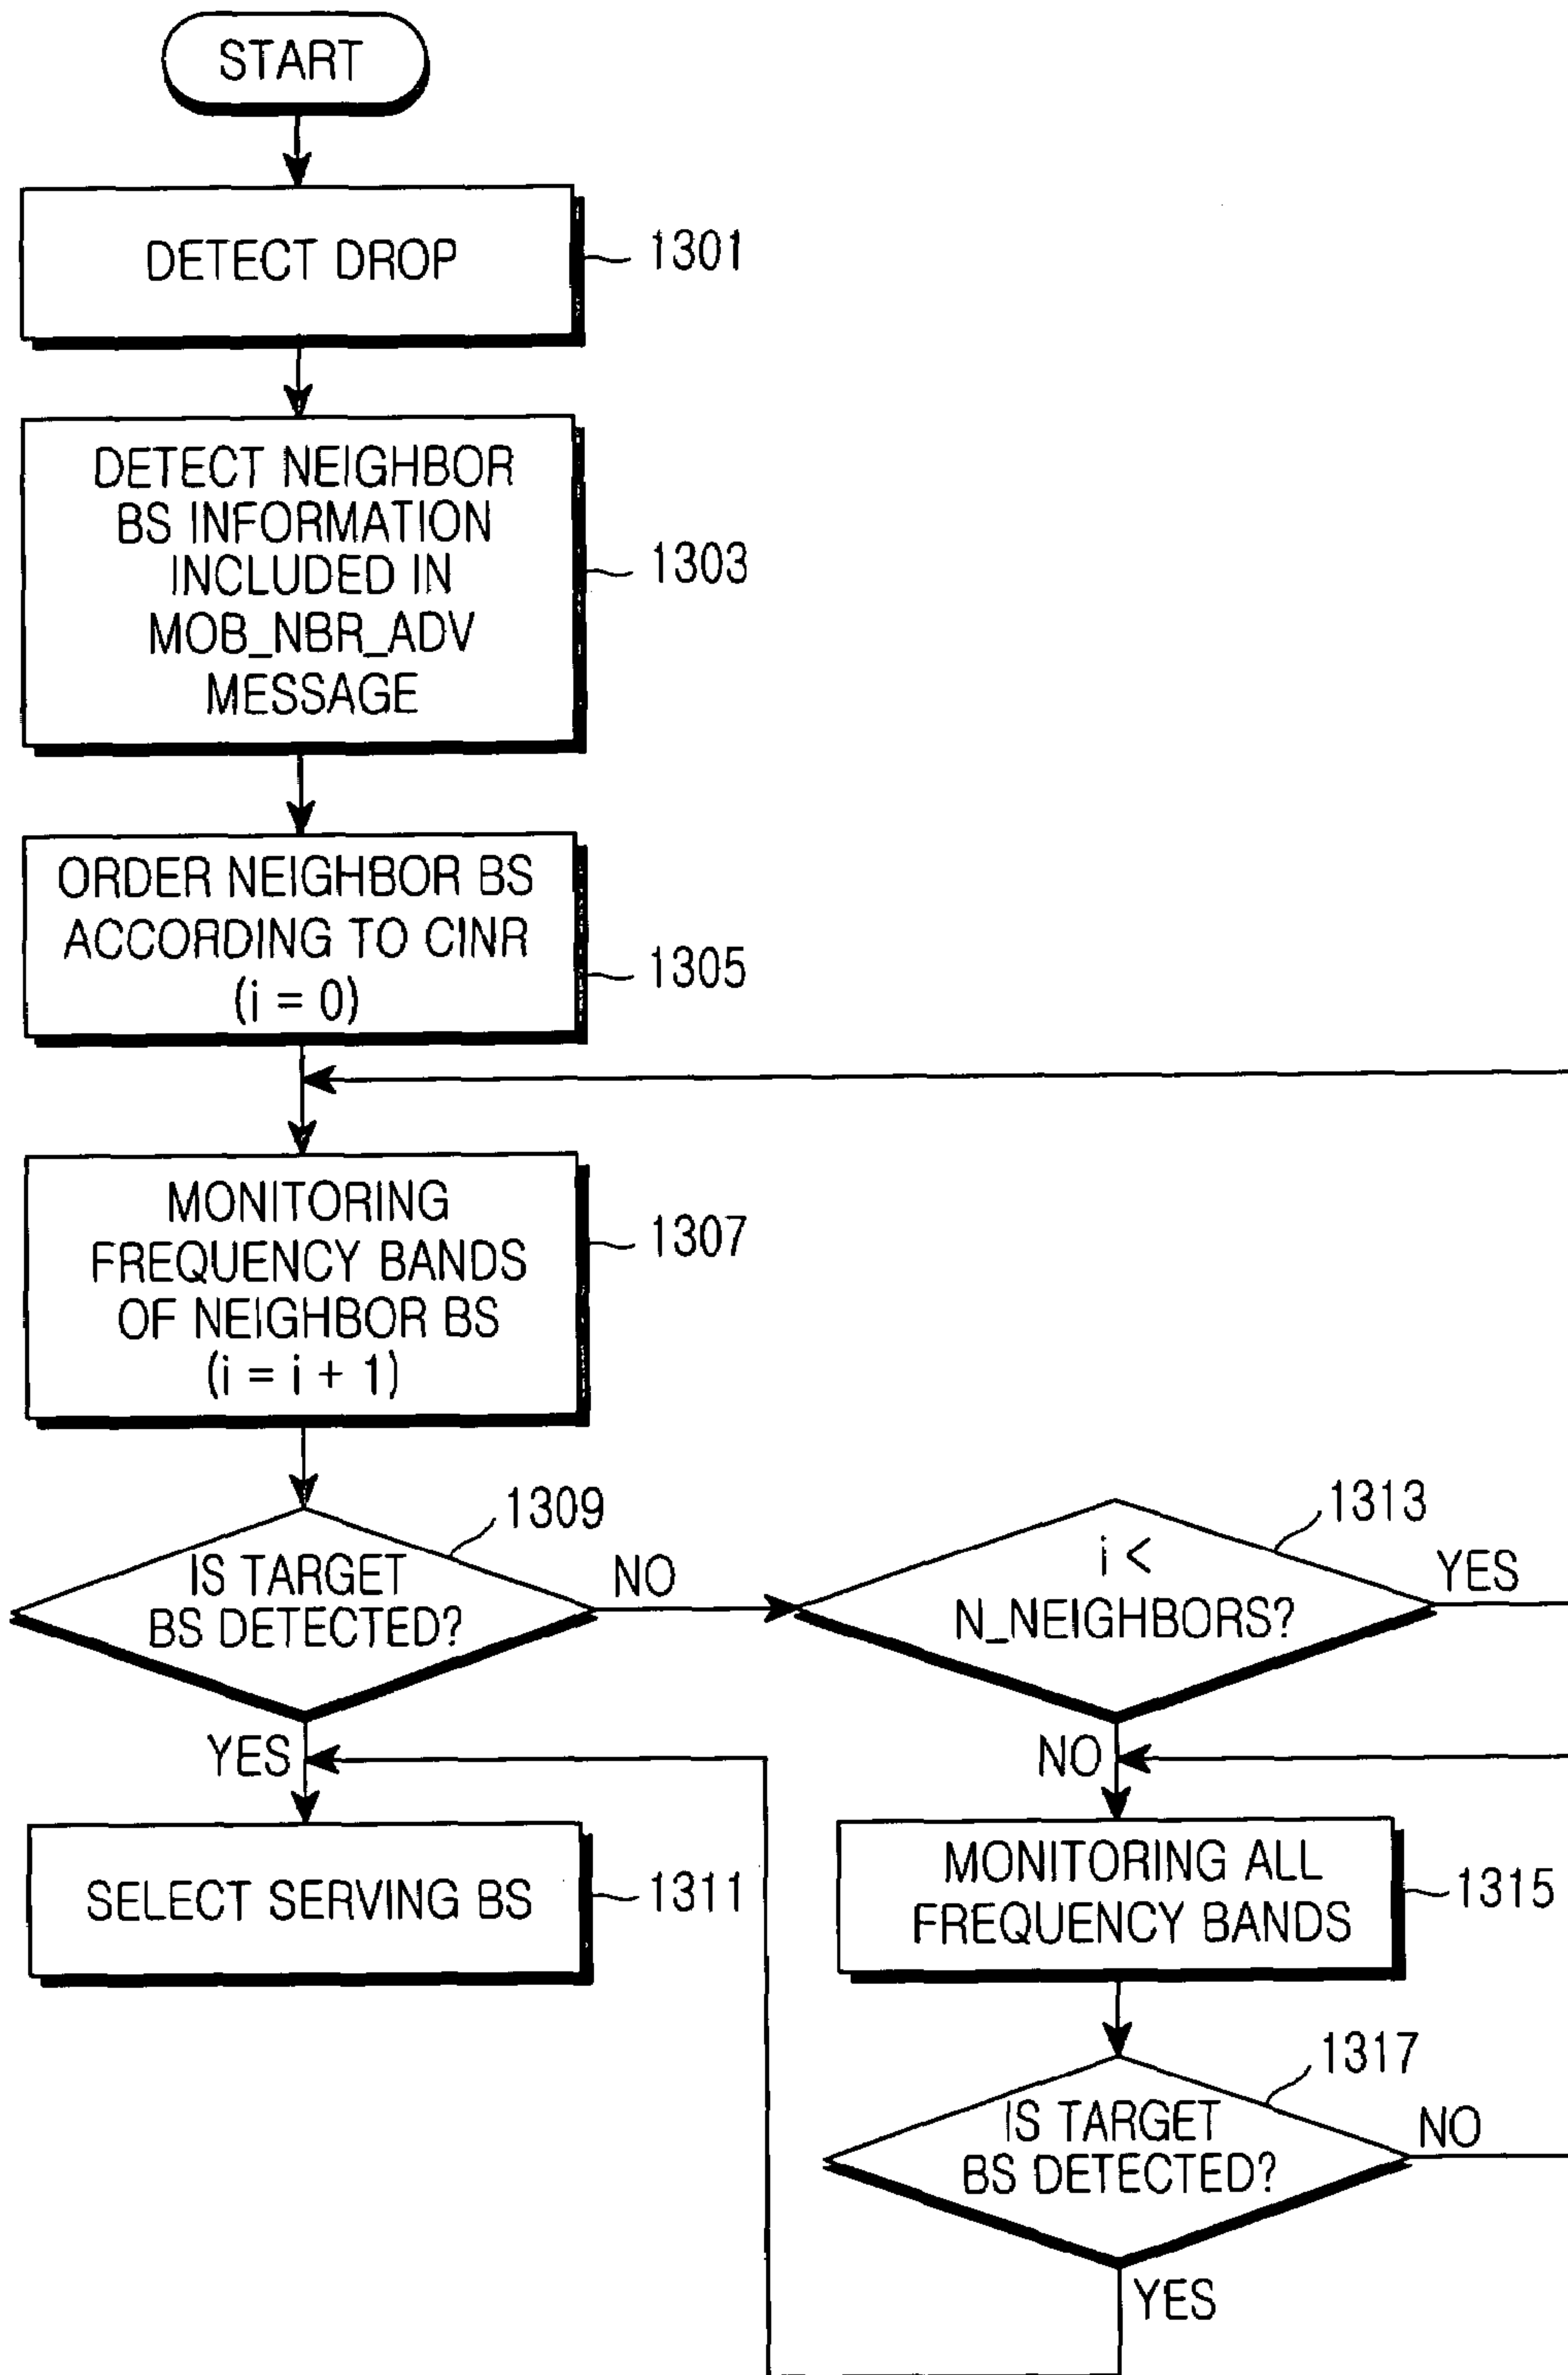 START
DETECT DROP
1301
DETECT NEIGHBOR
BS INFORMATION
INCLUDED IN
MOB_NBR_ADV
MESSAGE
1303
ORDER NEIGHBOR BS
ACCORDING TO CINR
(i = 0)
1305
MONITORING
FREQUENCY BANDS
OF NEIGHBOR BS
(i = i + 1)
1307
1309
IS TARGET
BS DETECTED?
NO
YES
1313
i <
N_NEIGHBORS?
YES
NO
SELECT SERVING BS
1311
MONITORING ALL
FREQUENCY BANDS
1315
1317
IS TARGET
BS DETECTED?
NO
YES